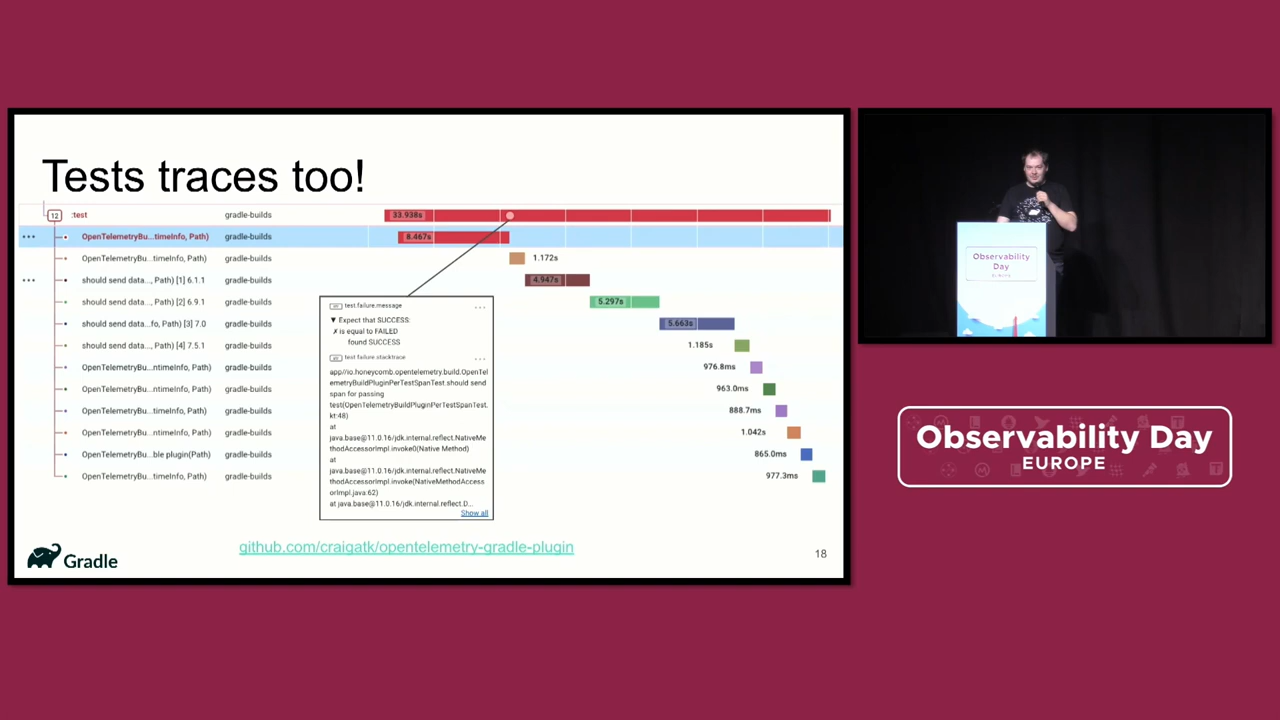 Tests traces too!
12 :test gradle-builds 33.938s
OpenTelemetryBu...timeInfo, Path) gradle-builds 8.467s
OpenTelemetryBu...timeInfo, Path) gradle-builds 1.172s
should send data..., Path) [1] 6.1.1 gradle-builds 4.947s
should send data..., Path) [2] 6.9.1 gradle-builds 5.297s
should send data...fo, Path) [3] 7.0 gradle-builds 5.663s
should send data..., Path) [4] 7.5.1 gradle-builds 1.185s
OpenTelemetryBu...ntimeInfo, Path) gradle-builds 976.8ms
OpenTelemetryBu...ntimeInfo, Path) gradle-builds 963.0ms
OpenTelemetryBu...timeInfo, Path) gradle-builds 888.7ms
OpenTelemetryBu...ntimeInfo, Path) gradle-builds 1.042s
OpenTelemetryBu...ble plugin(Path) gradle-builds 865.0ms
OpenTelemetryBu...timeInfo, Path) gradle-builds 977.3ms
test.failure.message
▼ Expect that SUCCESS:
✗ is equal to FAILED
found SUCCESS
test.failure.stacktrace
app//io.honeycomb.opentelemetry.build.OpenTel
emetryBuildPluginPerTestSpanTest.should send
span for passing
test(OpenTelemetryBuildPluginPerTestSpanTest.
kt:48)
at
java.base@11.0.16/jdk.internal.reflect.NativeMe
thodAccessorImpl.invoke0(Native Method)
at
java.base@11.0.16/jdk.internal.reflect.NativeMe
thodAccessorImpl.invoke(NativeMethodAccess
orImpl.java:62)
at java.base@11.0.16/jdk.internal.reflect.D...
Show all
github.com/craigatk/opentelemetry-gradle-plugin
Gradle
18
Observability
Day
EUROPE
Observability Day
EUROPE